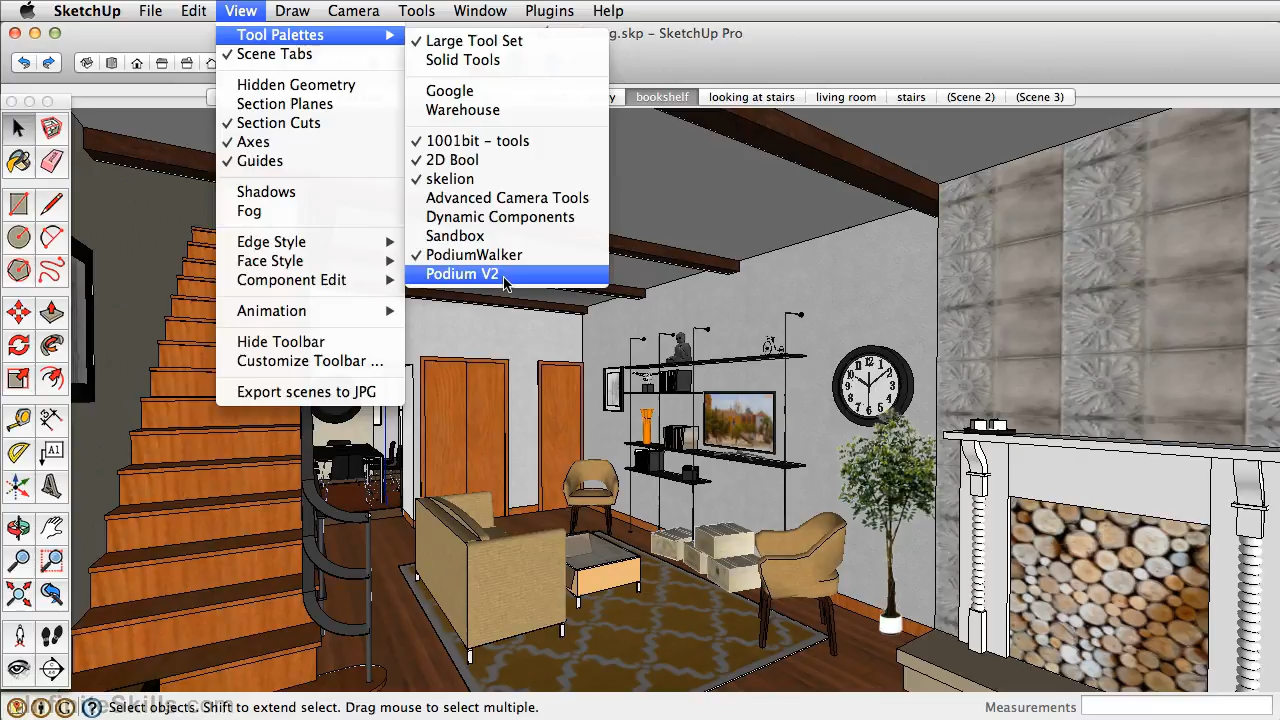 SketchUp File Edit View Draw Camera Tools Window Plugins Help
g.skp – SketchUp Pro
bookshelf looking at stairs living room stairs (Scene 2) (Scene 3)
Tool Palettes
Scene Tabs
Hidden Geometry
Section Planes
Section Cuts
Axes
Guides
Shadows
Fog
Edge Style
Face Style
Component Edit
Animation
Hide Toolbar
Customize Toolbar ...
Export scenes to JPG
Large Tool Set
Solid Tools
Google
Warehouse
1001bit – tools
2D Bool
skelion
Advanced Camera Tools
Dynamic Components
Sandbox
PodiumWalker
Podium V2
A1
Select objects. Shift to extend select. Drag mouse to select multiple.
Measurements